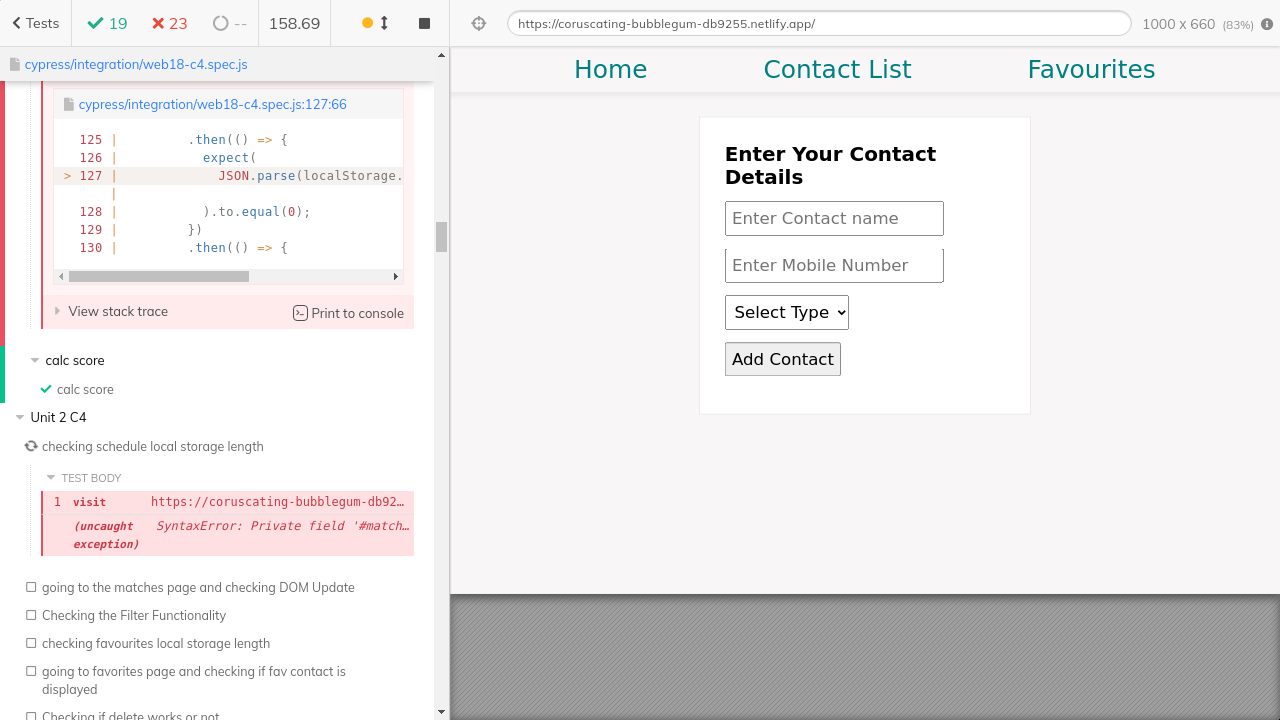 Tests
19
23
--
158.69
https://coruscating-bubblegum-db9255.netlify.app/
1000 x 660 (83%)
cypress/integration/web18-c4.spec.js
cypress/integration/web18-c4.spec.js:127:66
125 | .then(() => {
126 | expect(
> 127 | JSON.parse(localStorage.
|
128 | ).to.equal(0);
129 | })
130 | .then(() => {
View stack trace
Print to console
calc score
calc score
Unit 2 C4
checking schedule local storage length
TEST BODY
1 visit https://coruscating-bubblegum-db92…
(uncaught SyntaxError: Private field '#match…
exception)
going to the matches page and checking DOM Update
Checking the Filter Functionality
checking favourites local storage length
going to favorites page and checking if fav contact is
displayed
Checking if delete works or not
Home
Contact List
Favourites
Enter Your Contact
Details
Enter Contact name
Enter Mobile Number
Select Type
Add Contact